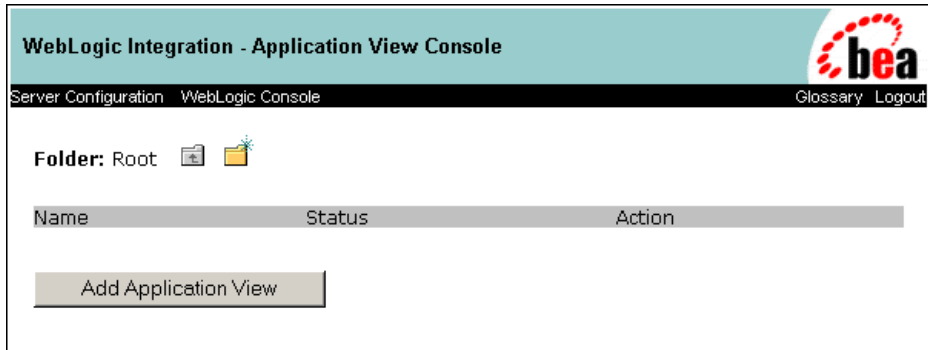 WebLogic Integration - Application View Console
bea
Server Configuration WebLogic Console Glossary Logout
Folder: Root
Name Status Action
Add Application View